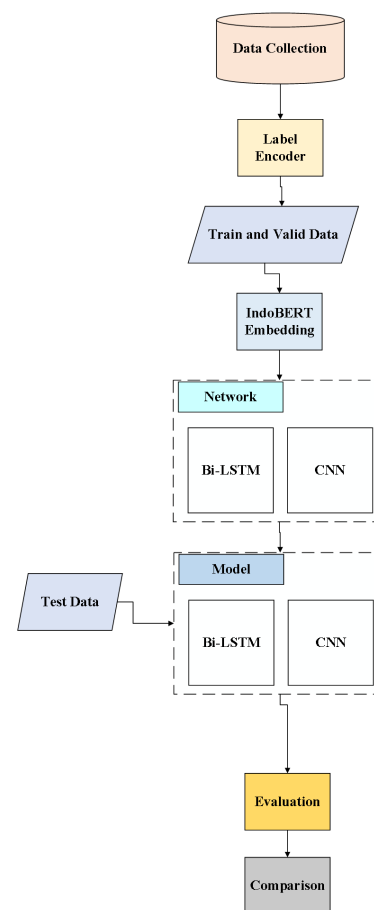 Data Collection
Label
Encoder
Train and Valid Data
IndoBERT
Embedding
Network
Bi-LSTM
CNN
Model
Test Data
Bi-LSTM
CNN
Evaluation
Comparison